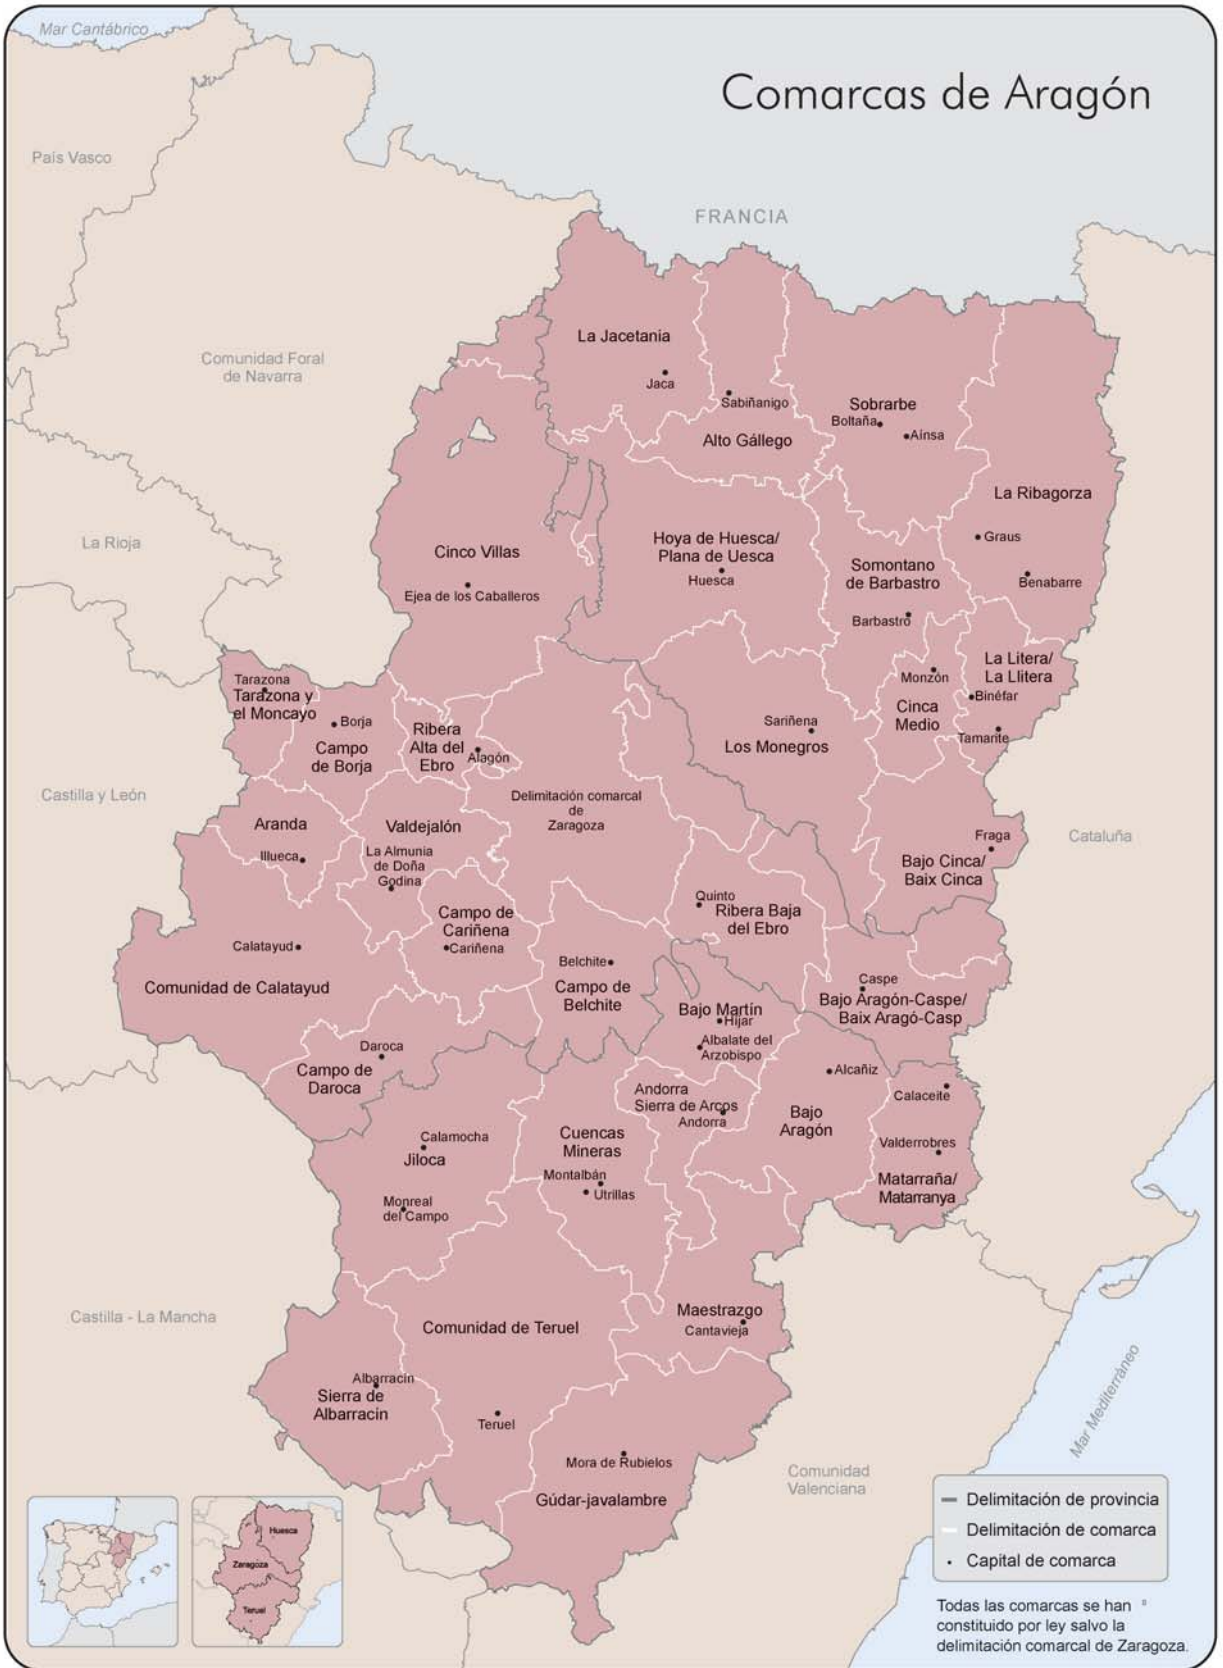 Mar Cantábrico
Comarcas de Aragón
País Vasco
FRANCIA
Comunidad Foral
de Navarra
La Jacetania
Jaca
Sabiñanigo
Alto Gállego
Sobrarbe
Boltaña
Aínsa
La Ribagorza
Graus
Benabarre
La Rioja
Cinco Villas
Ejea de los Caballeros
Hoya de Huesca/
Plana de Uesca
Huesca
Somontano
de Barbastro
Barbastro
La Litera/
La Llitera
Binéfar
Tamarite
Monzón
Cinca
Medio
Tarazona
Tarazona y
el Moncayo
Borja
Campo
de Borja
Ribera
Alta del
Ebro
Alagón
Sariñena
Los Monegros
Castilla y León
Delimitación comarcal
de
Zaragoza
Aranda
Illueca
Valdejalón
La Almunia
de Doña
Godina
Cataluña
Fraga
Bajo Cinca/
Baix Cinca
Campo de
Cariñena
Cariñena
Quinto
Ribera Baja
del Ebro
Calatayud
Comunidad de Calatayud
Belchite
Campo de
Belchite
Caspe
Bajo Aragón-Caspe/
Baix Aragó-Casp
Bajo Martín
Híjar
Albalate del
Arzobispo
Daroca
Campo de
Daroca
Alcañiz
Bajo
Aragón
Andorra
Sierra de Arcos
Andorra
Calaceite
Valderrobres
Matarraña/
Matarranya
Calamocha
Jiloca
Monreal
del Campo
Cuencas
Mineras
Montalbán
Utrillas
Castilla - La Mancha
Comunidad de Teruel
Teruel
Maestrazgo
Cantavieja
Albarracín
Sierra de
Albarracín
Mora de Rubielos
Gúdar-javalambre
Mar Mediterráneo
Comunidad
Valenciana
Huesca
Zaragoza
Teruel
Delimitación de provincia
Delimitación de comarca
Capital de comarca
Todas las comarcas se han
constituido por ley salvo la
delimitación comarcal de Zaragoza.